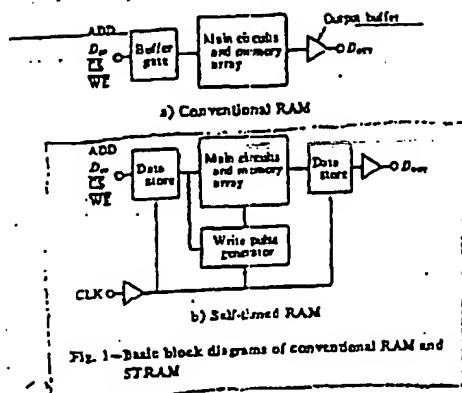 Output buffer
ADD
D_IN
CS
WE
Buffer gate
Main circuits and memory array
D_OUT
a) Conventional RAM
ADD
D_IN
CS
WE
Data store
Main circuits and memory array
Data store
D_OUT
Write pulse generator
CLK
b) Self-timed RAM
Fig. 1—Basic block diagrams of conventional RAM and
STRAM